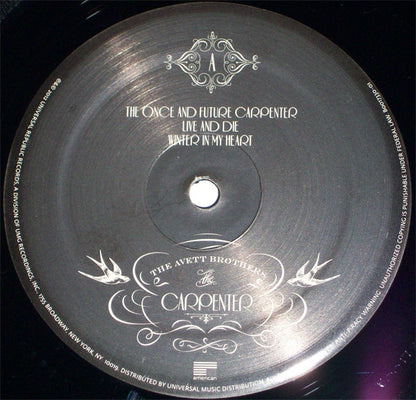 A
THE ONCE AND FUTURE CARPENTER
LIVE AND DIE
WINTER IN MY HEART
THE AVETT BROTHERS
The
CARPENTER
american
UNIVERSAL REPUBLIC RECORDS, A DIVISION OF UMG RECORDINGS, INC., 1755 BROADWAY, NEW YORK, NY 10019. DISTRIBUTED BY UNIVERSAL MUSIC DISTRIBUTION,
ANTI-PIRACY WARNING: UNAUTHORIZED COPYING IS PUNISHABLE UNDER FEDERAL LAW.